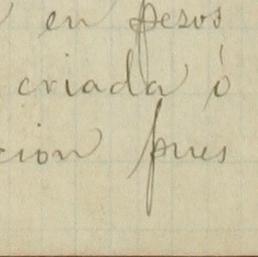 en pesos
criada ó
cion pues